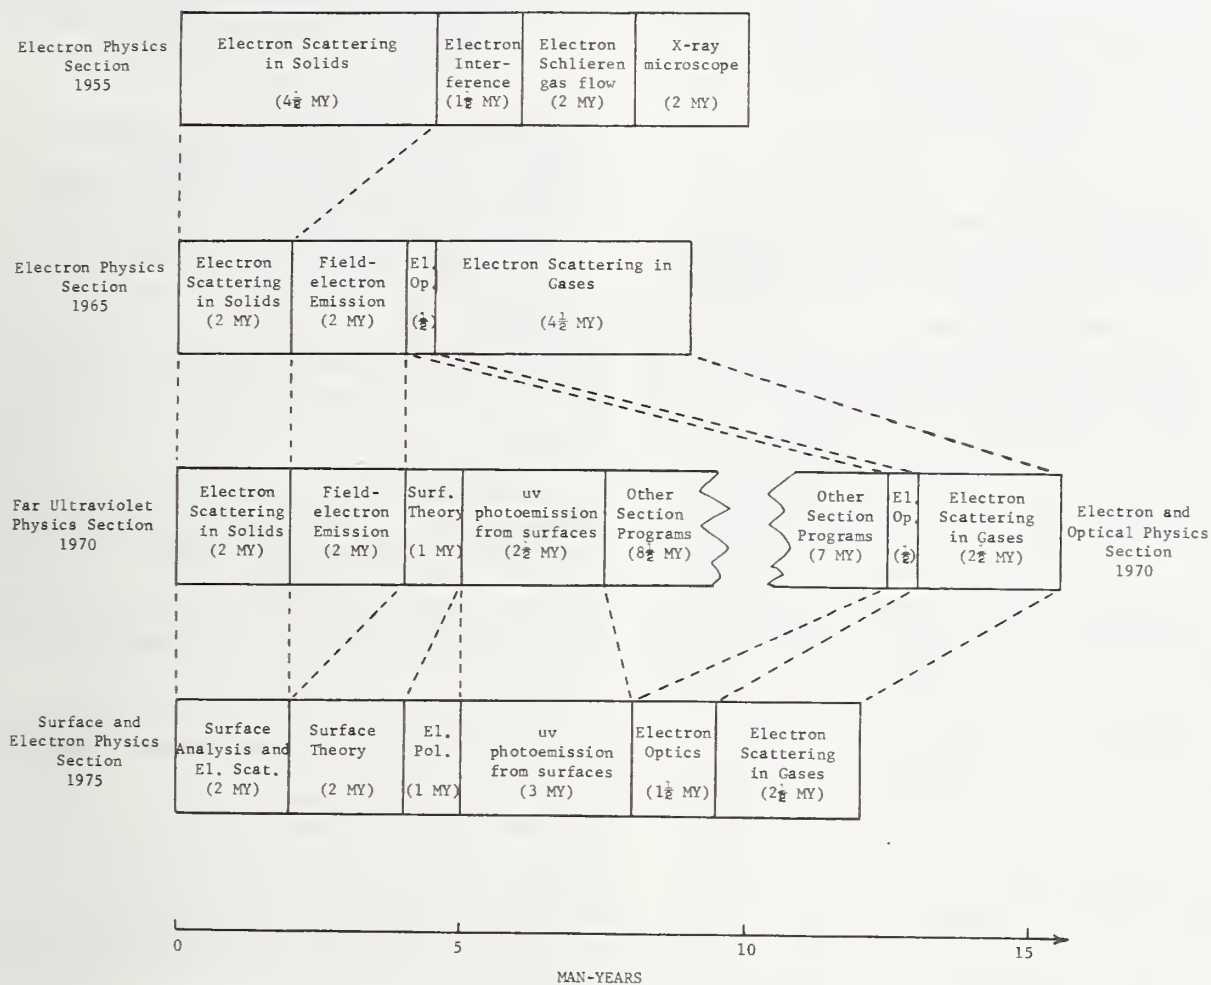 Electron Physics
Section
1955
Electron Scattering
in Solids
(4½ MY)
Electron
Inter-
ference
(1½ MY)
Electron
Schlieren
gas flow
(2 MY)
X-ray
microscope
(2 MY)
Electron Physics
Section
1965
Electron
Scattering
in Solids
(2 MY)
Field-
electron
Emission
(2 MY)
El.
Op.
(½)
Electron Scattering in
Gases
(4½ MY)
Far Ultraviolet
Physics Section
1970
Electron
Scattering
in Solids
(2 MY)
Field-
electron
Emission
(2 MY)
Surf.
Theory
(1 MY)
uv
photoemission
from surfaces
(2½ MY)
Other
Section
Programs
(8½ MY)
Other
Section
Programs
(7 MY)
El.
Op.
(½)
Electron
Scattering
in Gases
(2½ MY)
Electron and
Optical Physics
Section
1970
Surface and
Electron Physics
Section
1975
Surface
Analysis and
El. Scat.
(2 MY)
Surface
Theory
(2 MY)
El.
Pol.
(1 MY)
uv
photoemission
from surfaces
(3 MY)
Electron
Optics
(1½ MY)
Electron
Scattering
in Gases
(2½ MY)
0
5
10
15
MAN-YEARS